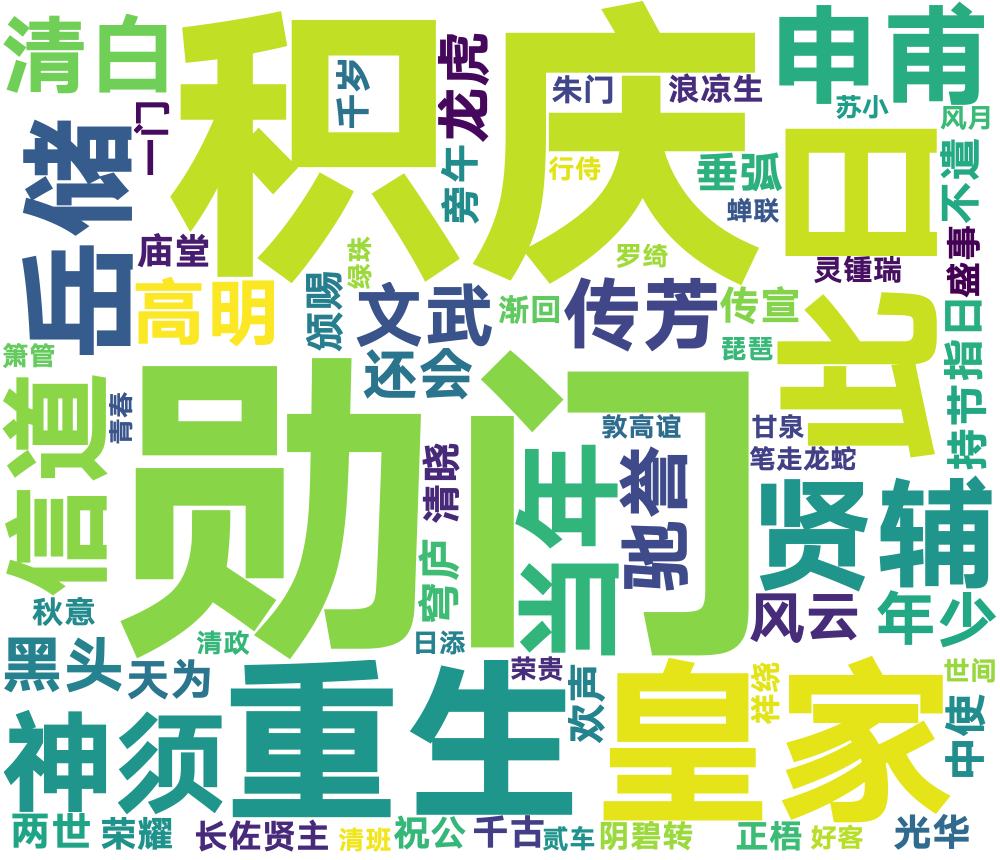 清白
积庆
千岁
龙虎
朱门
浪凉生
申甫
苏小
风月
一门
岳储
旁午
行侍
垂弧
蝉联
曰
不遣
庙堂
绿珠
罗绮
灵锺瑞
盛事
高明
颁赐
文武
渐回
传芳
传宣
琵琶
拭
持节指日
箫管
还会
信道
青春
勋阀
敦高谊
甘泉
笔走龙蛇
清晓
当年
驰誉
贤辅
穹庐
风云
年少
秋意
清政
日添
黑头
天为
荣贵
欢声
祥绕
世间
中使
神须
重生
皇家
两世
荣耀
长佐贤主
清班
祝公
千古
贰车
阴碧转
正梧
好客
光华